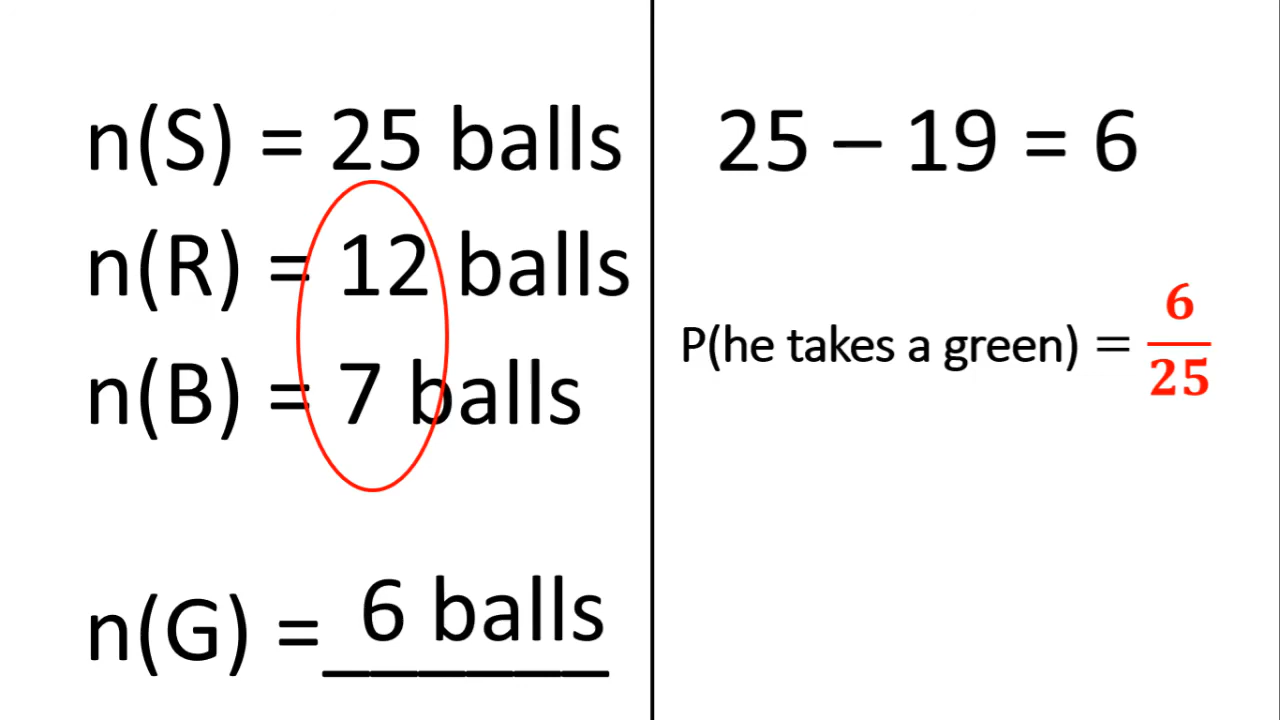 n(S) = 25 balls
n(R) = 12 balls
n(B) = 7 balls
n(G) = 6 balls
25 – 19 = 6
P(he takes a green) = 6/25